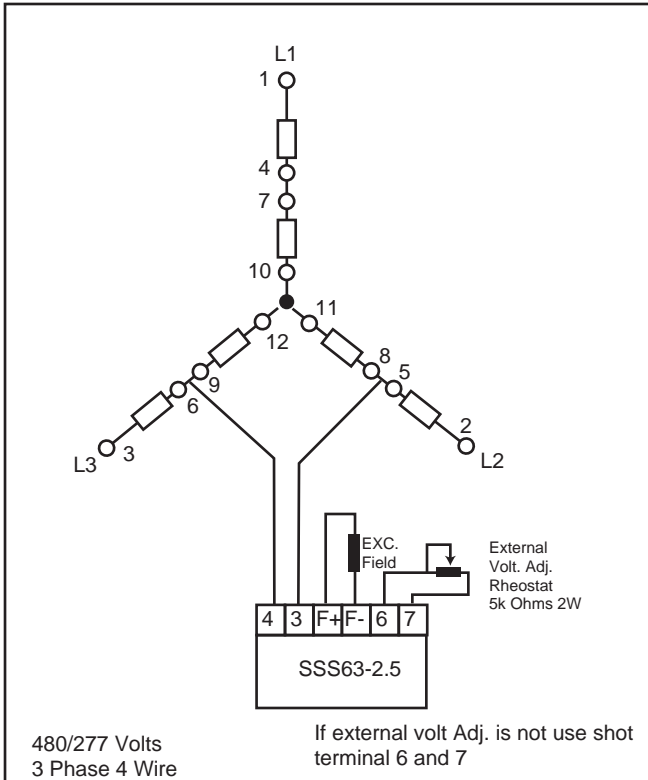 L1
1
4
7
10
11
12
8
9
5
6
2
3
L3
L2
EXC.
Field
External
Volt. Adj.
Rheostat
5k Ohms 2W
4 3 F+ F- 6 7
SSS63-2.5
480/277 Volts
3 Phase 4 Wire
If external volt Adj. is not use shot
terminal 6 and 7